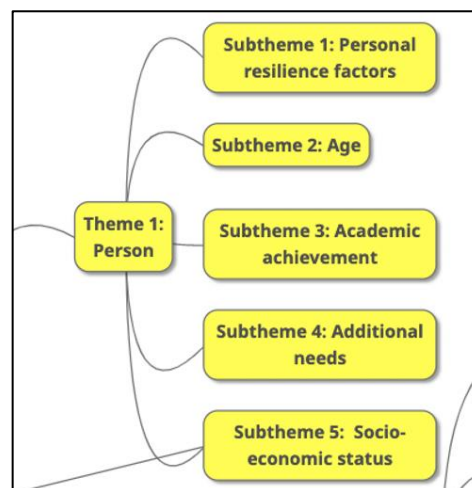 Subtheme 1: Personal
resilience factors
Subtheme 2: Age
Theme 1:
Person
Subtheme 3: Academic
achievement
Subtheme 4: Additional
needs
Subtheme 5:  Socio-
economic status